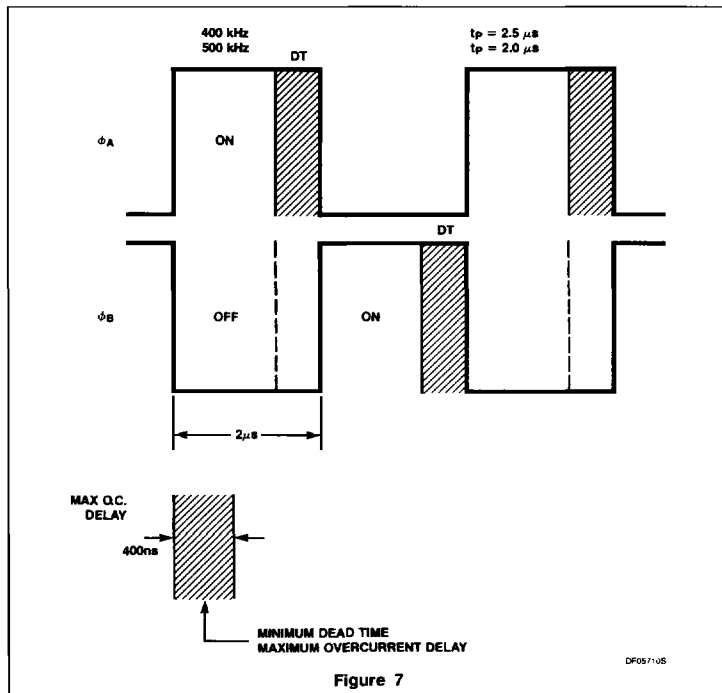 400 kHz
500 kHz
DT
tP = 2.5 μs
tP = 2.0 μs
ϕA
ON
DT
ϕB
OFF
ON
2μs
MAX O.C.
DELAY
400ns
MINIMUM DEAD TIME
MAXIMUM OVERCURRENT DELAY
DF05710S
Figure 7